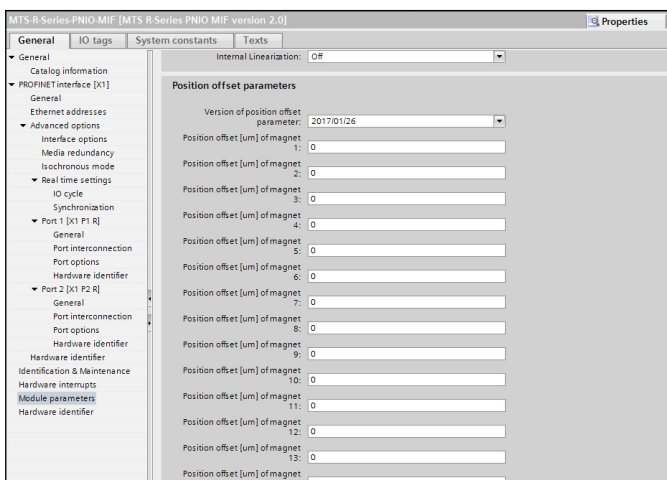 MTS-R-Series-PNIO-MIF [MTS R-Series PNIO MIF version 2.0]
Properties
General
IO tags
System constants
Texts
General
Catalog information
PROFINET interface [X1]
General
Ethernet addresses
Advanced options
Interface options
Media redundancy
Isochronous mode
Real time settings
IO cycle
Synchronization
Port 1 [X1 P1 R]
General
Port interconnection
Port options
Hardware identifier
Port 2 [X1 P2 R]
General
Port interconnection
Port options
Hardware identifier
Hardware identifier
Identification & Maintenance
Hardware interrupts
Module parameters
Hardware identifier
Internal Linearization: Off
Position offset parameters
Version of position offset
parameter: 2017/01/26
Position offset [um] of magnet
1: 0
Position offset [um] of magnet
2: 0
Position offset [um] of magnet
3: 0
Position offset [um] of magnet
4: 0
Position offset [um] of magnet
5: 0
Position offset [um] of magnet
6: 0
Position offset [um] of magnet
7: 0
Position offset [um] of magnet
8: 0
Position offset [um] of magnet
9: 0
Position offset [um] of magnet
10: 0
Position offset [um] of magnet
11: 0
Position offset [um] of magnet
12: 0
Position offset [um] of magnet
13: 0
Position offset [um] of magnet